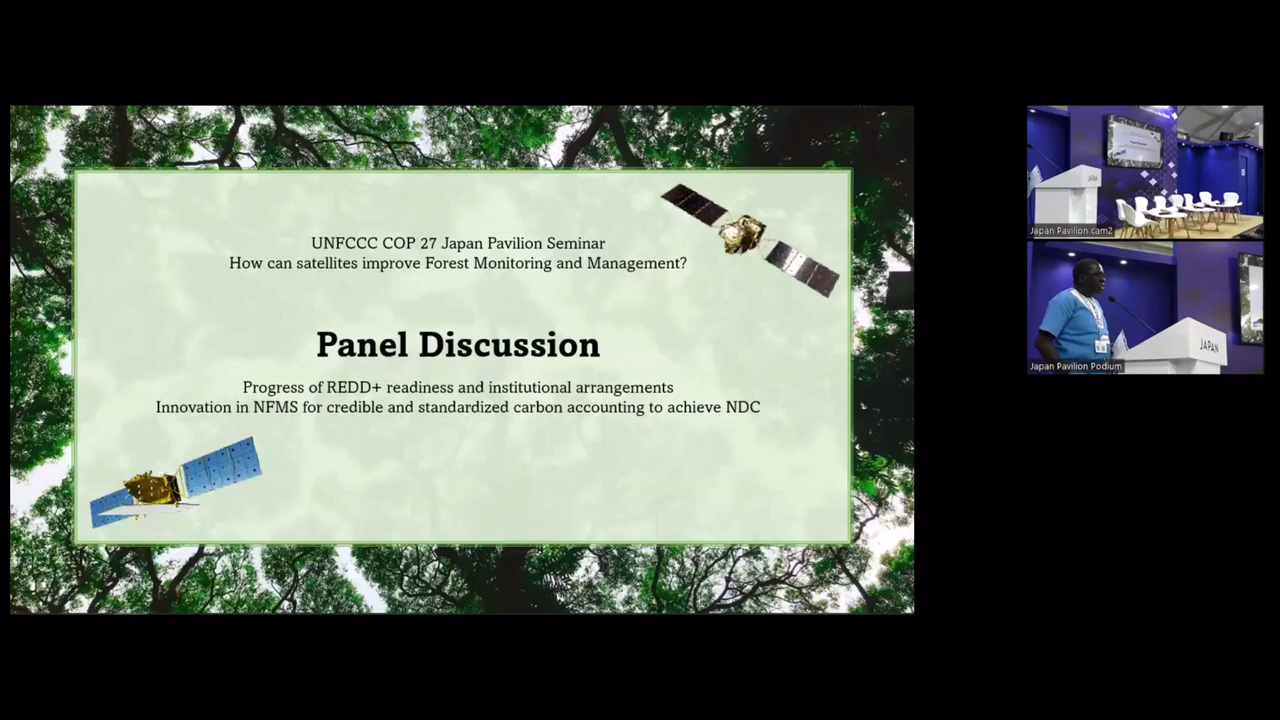 UNFCCC COP 27 Japan Pavilion Seminar
How can satellites improve Forest Monitoring and Management?
Panel Discussion
Progress of REDD+ readiness and institutional arrangements
Innovation in NFMS for credible and standardized carbon accounting to achieve NDC
Japan Pavilion cam2
JAPAN
Japan Pavilion Podium